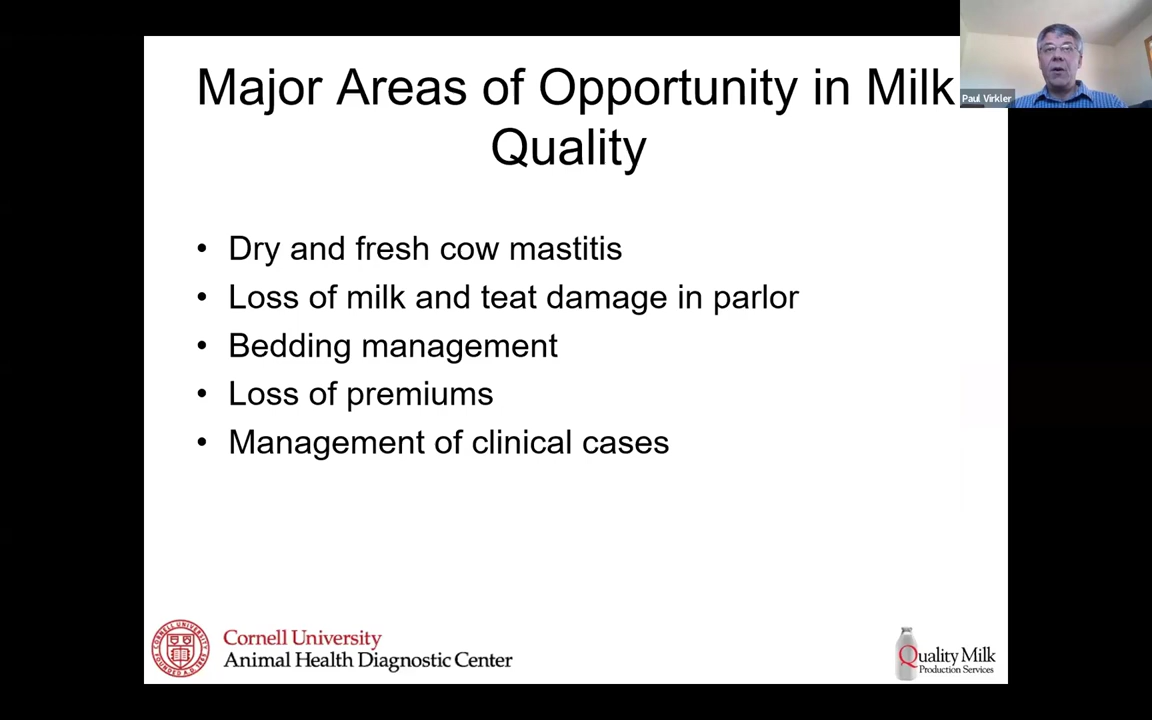 Major Areas of Opportunity in Milk
Quality
Paul Virkler
• Dry and fresh cow mastitis
• Loss of milk and teat damage in parlor
• Bedding management
• Loss of premiums
• Management of clinical cases
Cornell University
Animal Health Diagnostic Center
Quality Milk
Production Services